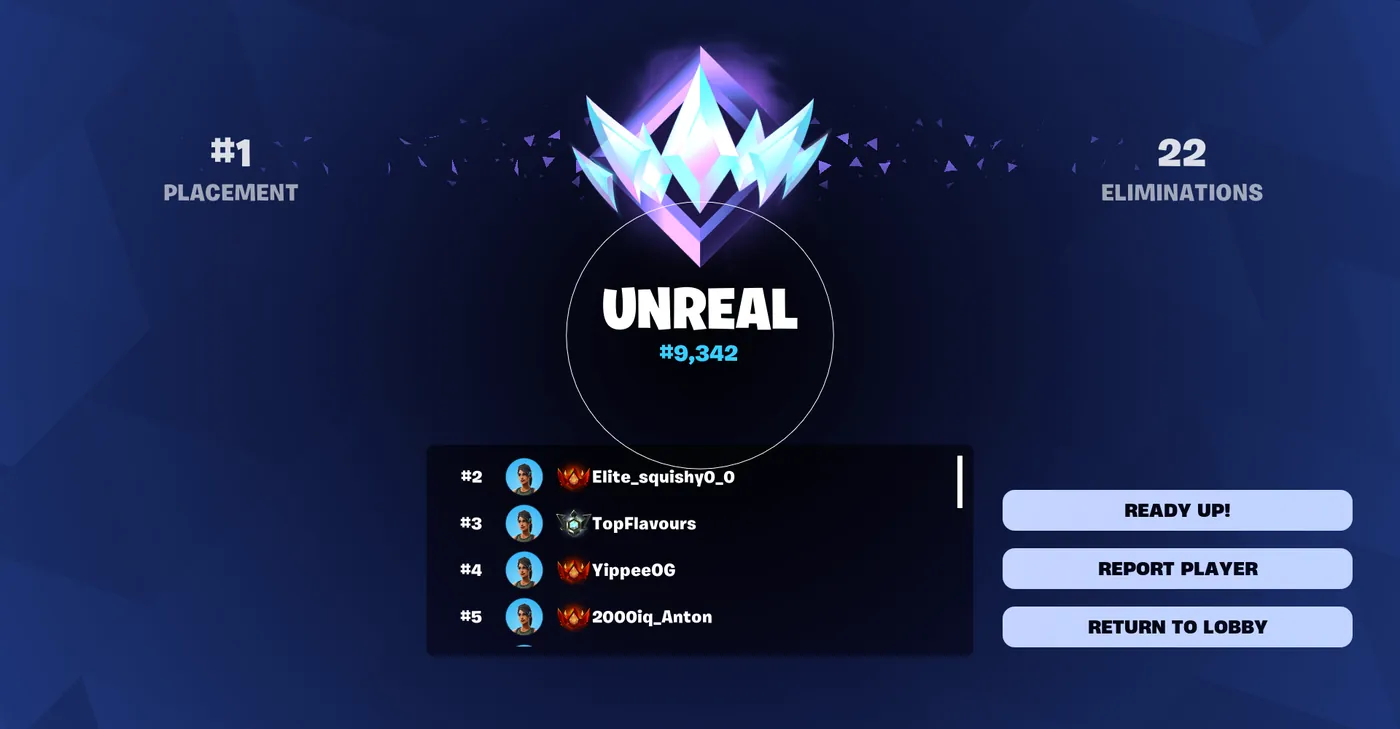 #1
PLACEMENT
22
ELIMINATIONS
UNREAL
#9,342
#2 Elite_squishy0_0
#3 TopFlavours
#4 YippeeOG
#5 2000iq_Anton
READY UP!
REPORT PLAYER
RETURN TO LOBBY